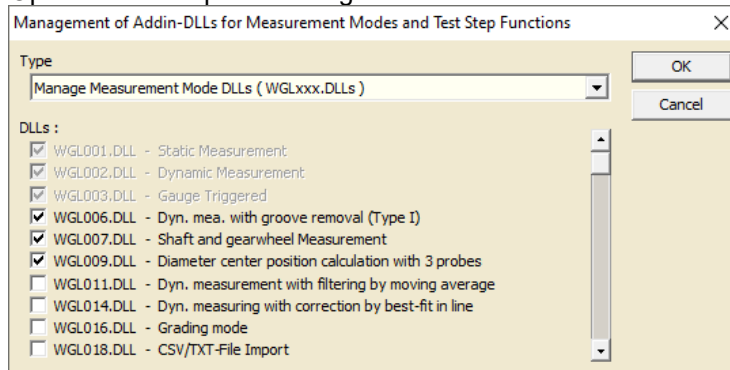 Management of Addin-DLLs for Measurement Modes and Test Step Functions
Type
Manage Measurement Mode DLLs ( WGLxxx.DLLs )
OK
Cancel
DLLs :
WGL001.DLL - Static Measurement
WGL002.DLL - Dynamic Measurement
WGL003.DLL - Gauge Triggered
WGL006.DLL - Dyn. mea. with groove removal (Type I)
WGL007.DLL - Shaft and gearwheel Measurement
WGL009.DLL - Diameter center position calculation with 3 probes
WGL011.DLL - Dyn. measurement with filtering by moving average
WGL014.DLL - Dyn. measuring with correction by best-fit in line
WGL016.DLL - Grading mode
WGL018.DLL - CSV/TXT-File Import